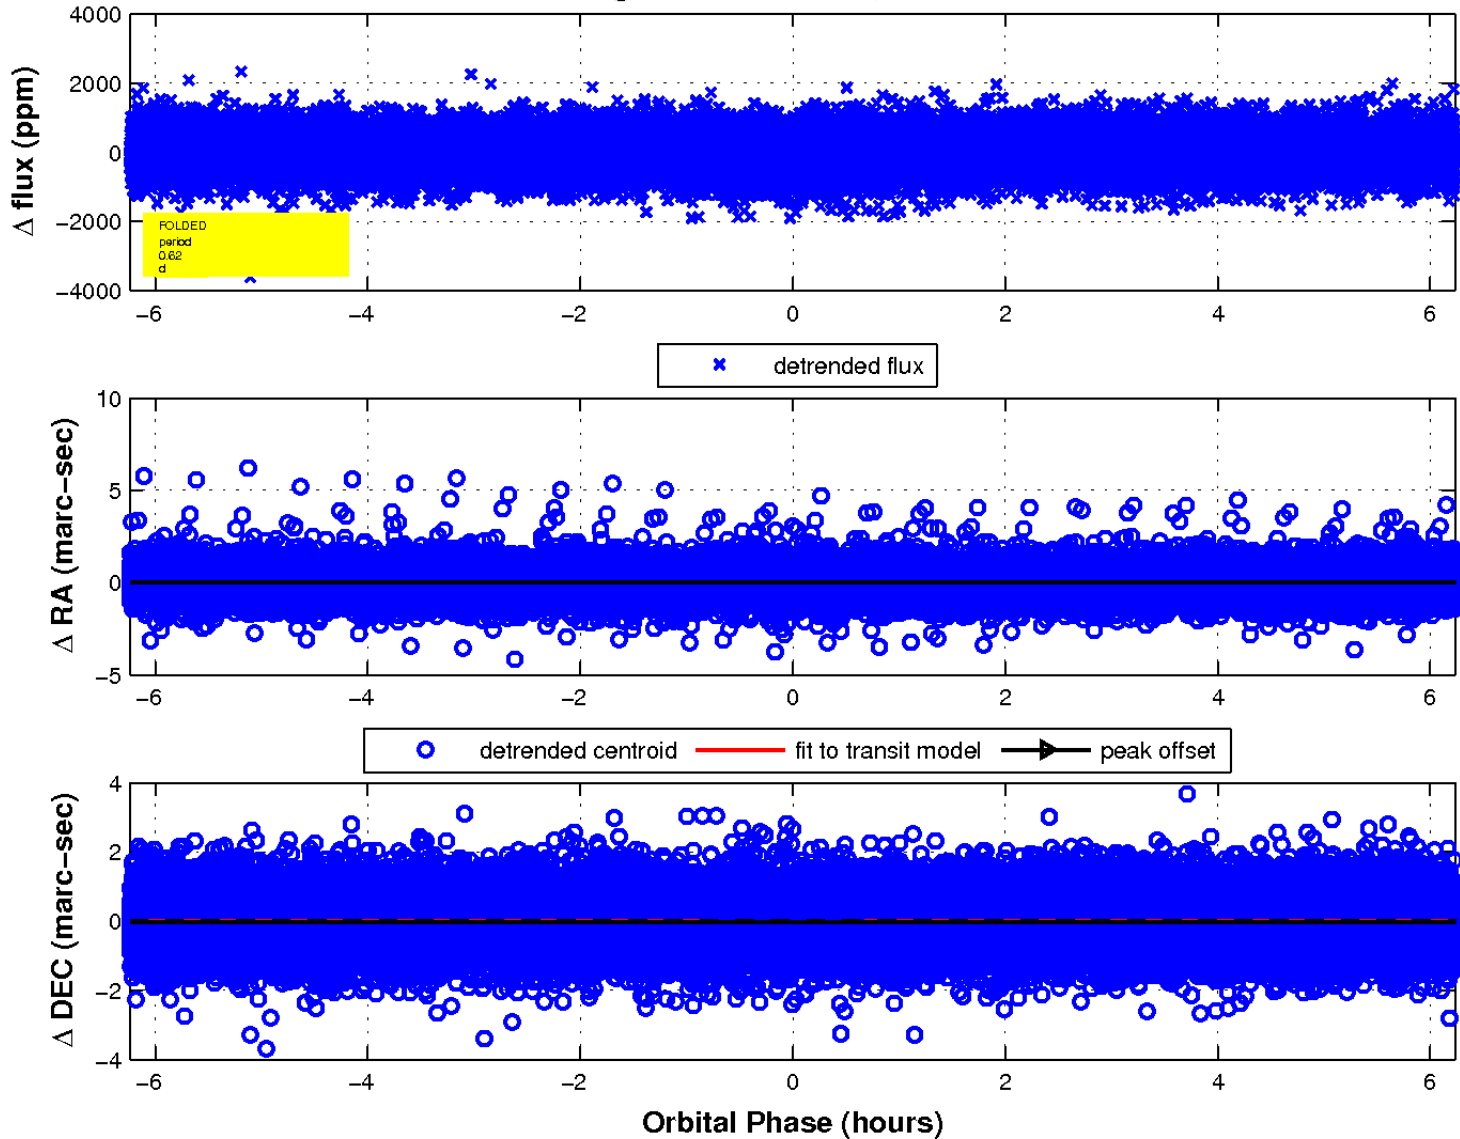 4000
2000
0
−2000
−4000
Δ flux (ppm)
FOLDED
period
0.62
d
−6 −4 −2 0 2 4 6
detrended flux
10
5
0
−5
Δ RA (marc−sec)
−6 −4 −2 0 2 4 6
detrended centroid fit to transit model peak offset
4
2
0
−2
−4
Δ DEC (marc−sec)
−6 −4 −2 0 2 4 6
Orbital Phase (hours)